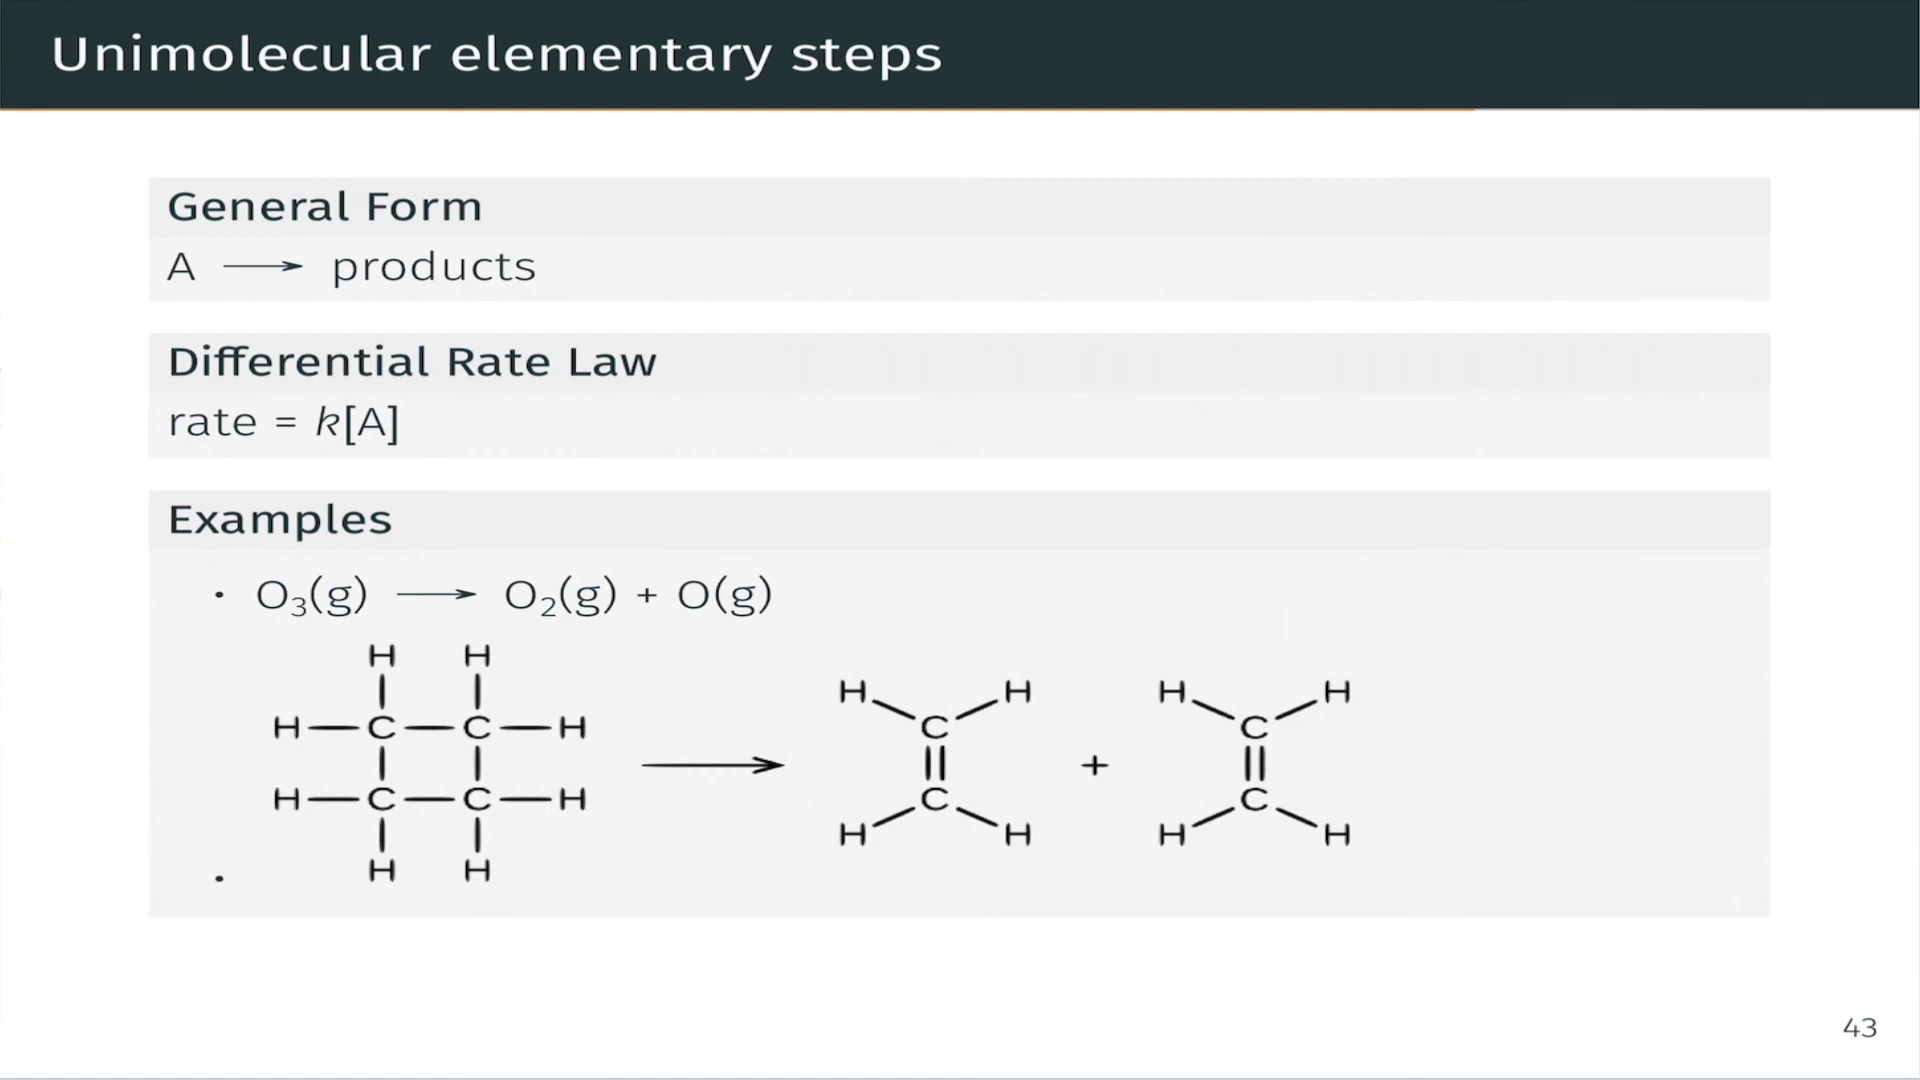 Unimolecular elementary steps
General Form
A ⟶ products
Differential Rate Law
rate = k[A]
Examples
• O₃(g) ⟶ O₂(g) + O(g)
H H
H H H H
H—C—C—H C C
⟶ || + ||
H—C—C—H C C
H H H H
• H H
43